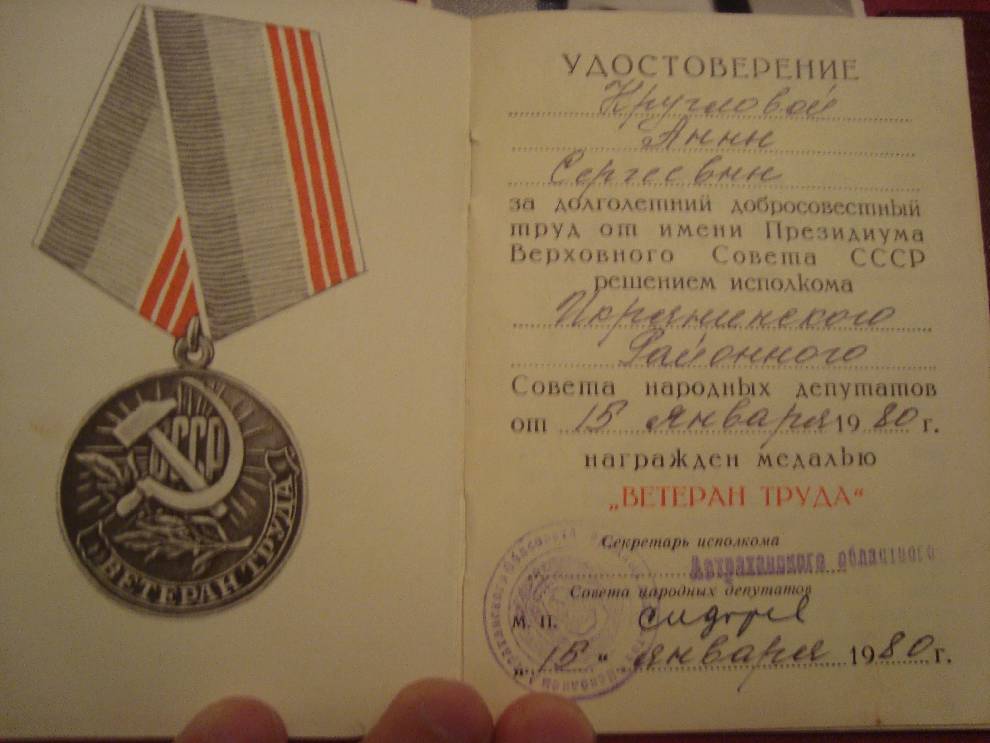 СССР
ВЕТЕРАН ТРУДА
УДОСТОВЕРЕНИЕ
Кругловой
Анны
Сергеевны
за долголетний добросовестный
труд от имени Президиума
Верховного Совета СССР
решением исполкома
Икрянинского
Районного
Совета народных депутатов
от 15 января 1980 г.
награжден медалью
„ВЕТЕРАН ТРУДА“
Секретарь исполкома
Астраханского областного
Совета народных депутатов
М. П.
„15“ января 1980 г.